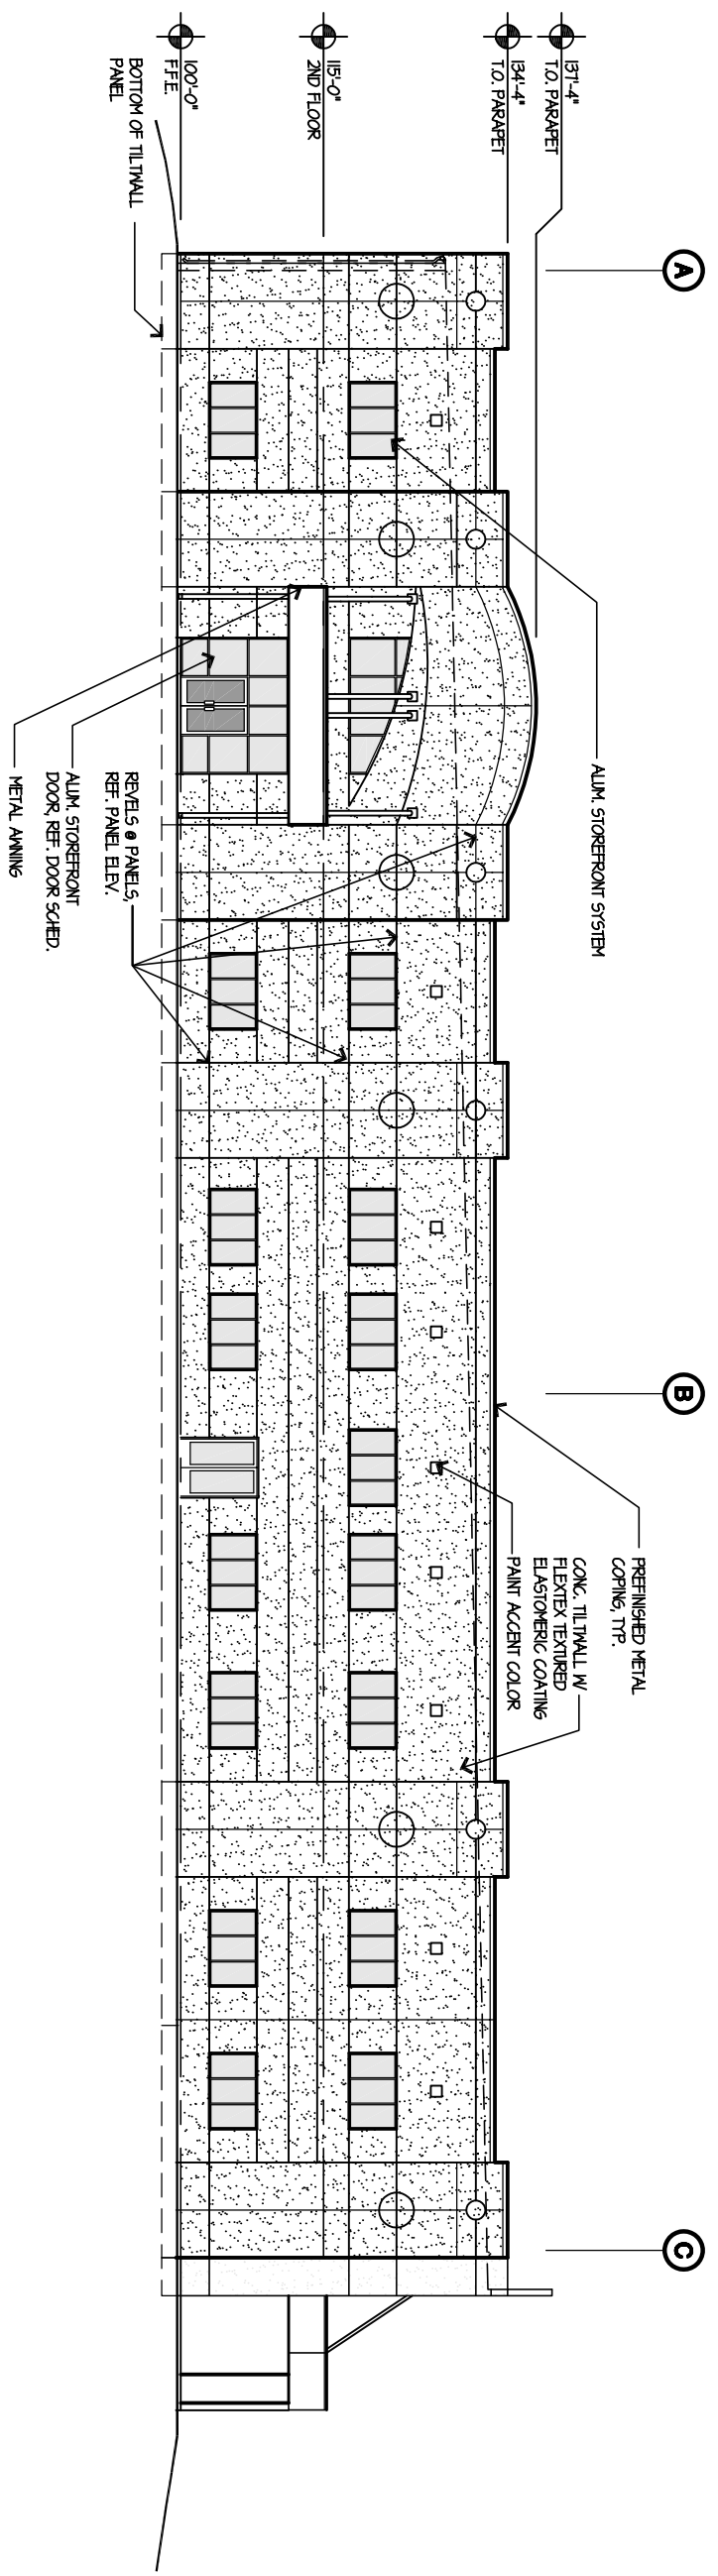 A
B
C
137'-4"
T.O. PARAPET
134'-4"
T.O. PARAPET
115'-0"
2ND FLOOR
100'-0"
F.F.E.
BOTTOM OF TILTWALL
PANEL
ALUM. STOREFRONT SYSTEM
PREFINISHED METAL
COPING, TYP.
CONC. TILTWALL W/
FLEXTEX TEXTURED
ELASTOMERIC COATING
PAINT ACCENT COLOR
REVELS @ PANELS,
REF. PANEL ELEV.
ALUM. STOREFRONT
DOOR, REF. DOOR SCHED.
METAL AWNING